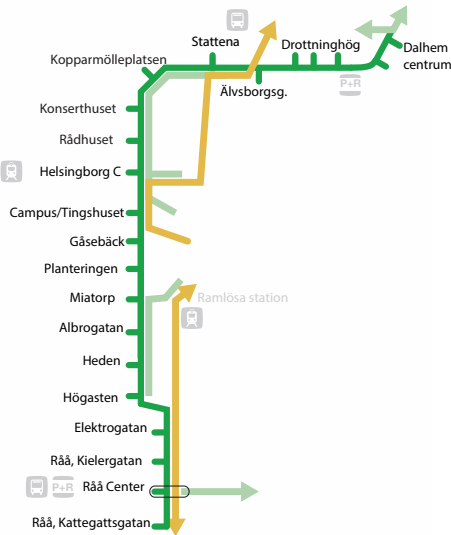 Stattena
Drottninghög
Dalhem
centrum
Kopparmölleplatsen
Älvsborgsg.
P+R
Konserthuset
Rådhuset
Helsingborg C
Campus/Tingshuset
Gåsebäck
Planteringen
Miatorp
Ramlösa station
Albrogatan
Heden
Högasten
Elektrogatan
Råå, Kielergatan
P+R
Råå Center
Råå, Kattegattsgatan